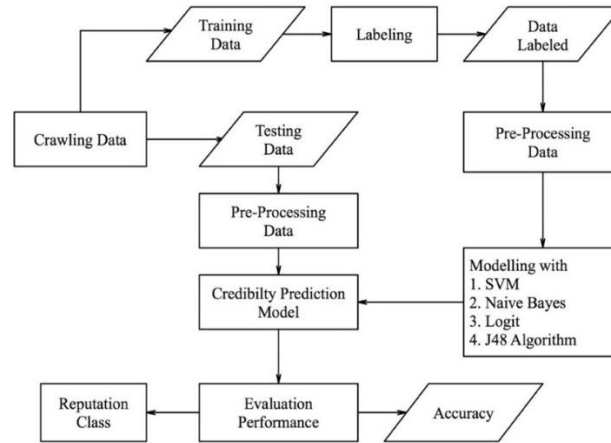 Training
Data
Labeling
Data
Labeled
Crawling Data
Testing
Data
Pre-Processing
Data
Pre-Processing
Data
Credibilty Prediction
Model
Modelling with
1. SVM
2. Naive Bayes
3. Logit
4. J48 Algorithm
Reputation
Class
Evaluation
Performance
Accuracy